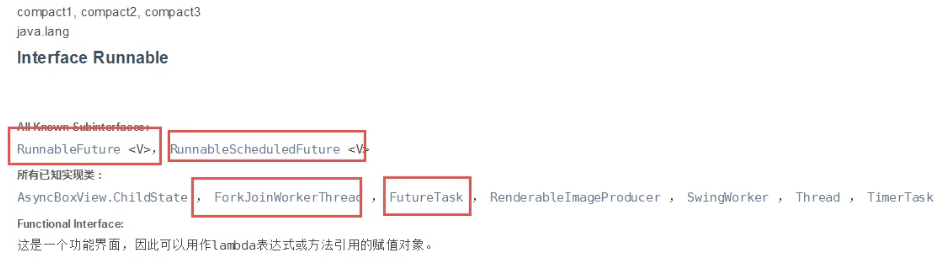 compact1, compact2, compact3
java.lang
Interface Runnable
All Known Subinterfaces:
RunnableFuture <V>， RunnableScheduledFuture <V>
所有已知实现类：
AsyncBoxView.ChildState ， ForkJoinWorkerThread ， FutureTask ， RenderableImageProducer ， SwingWorker ， Thread ， TimerTask
Functional Interface:
这是一个功能界面，因此可以用作lambda表达式或方法引用的赋值对象。